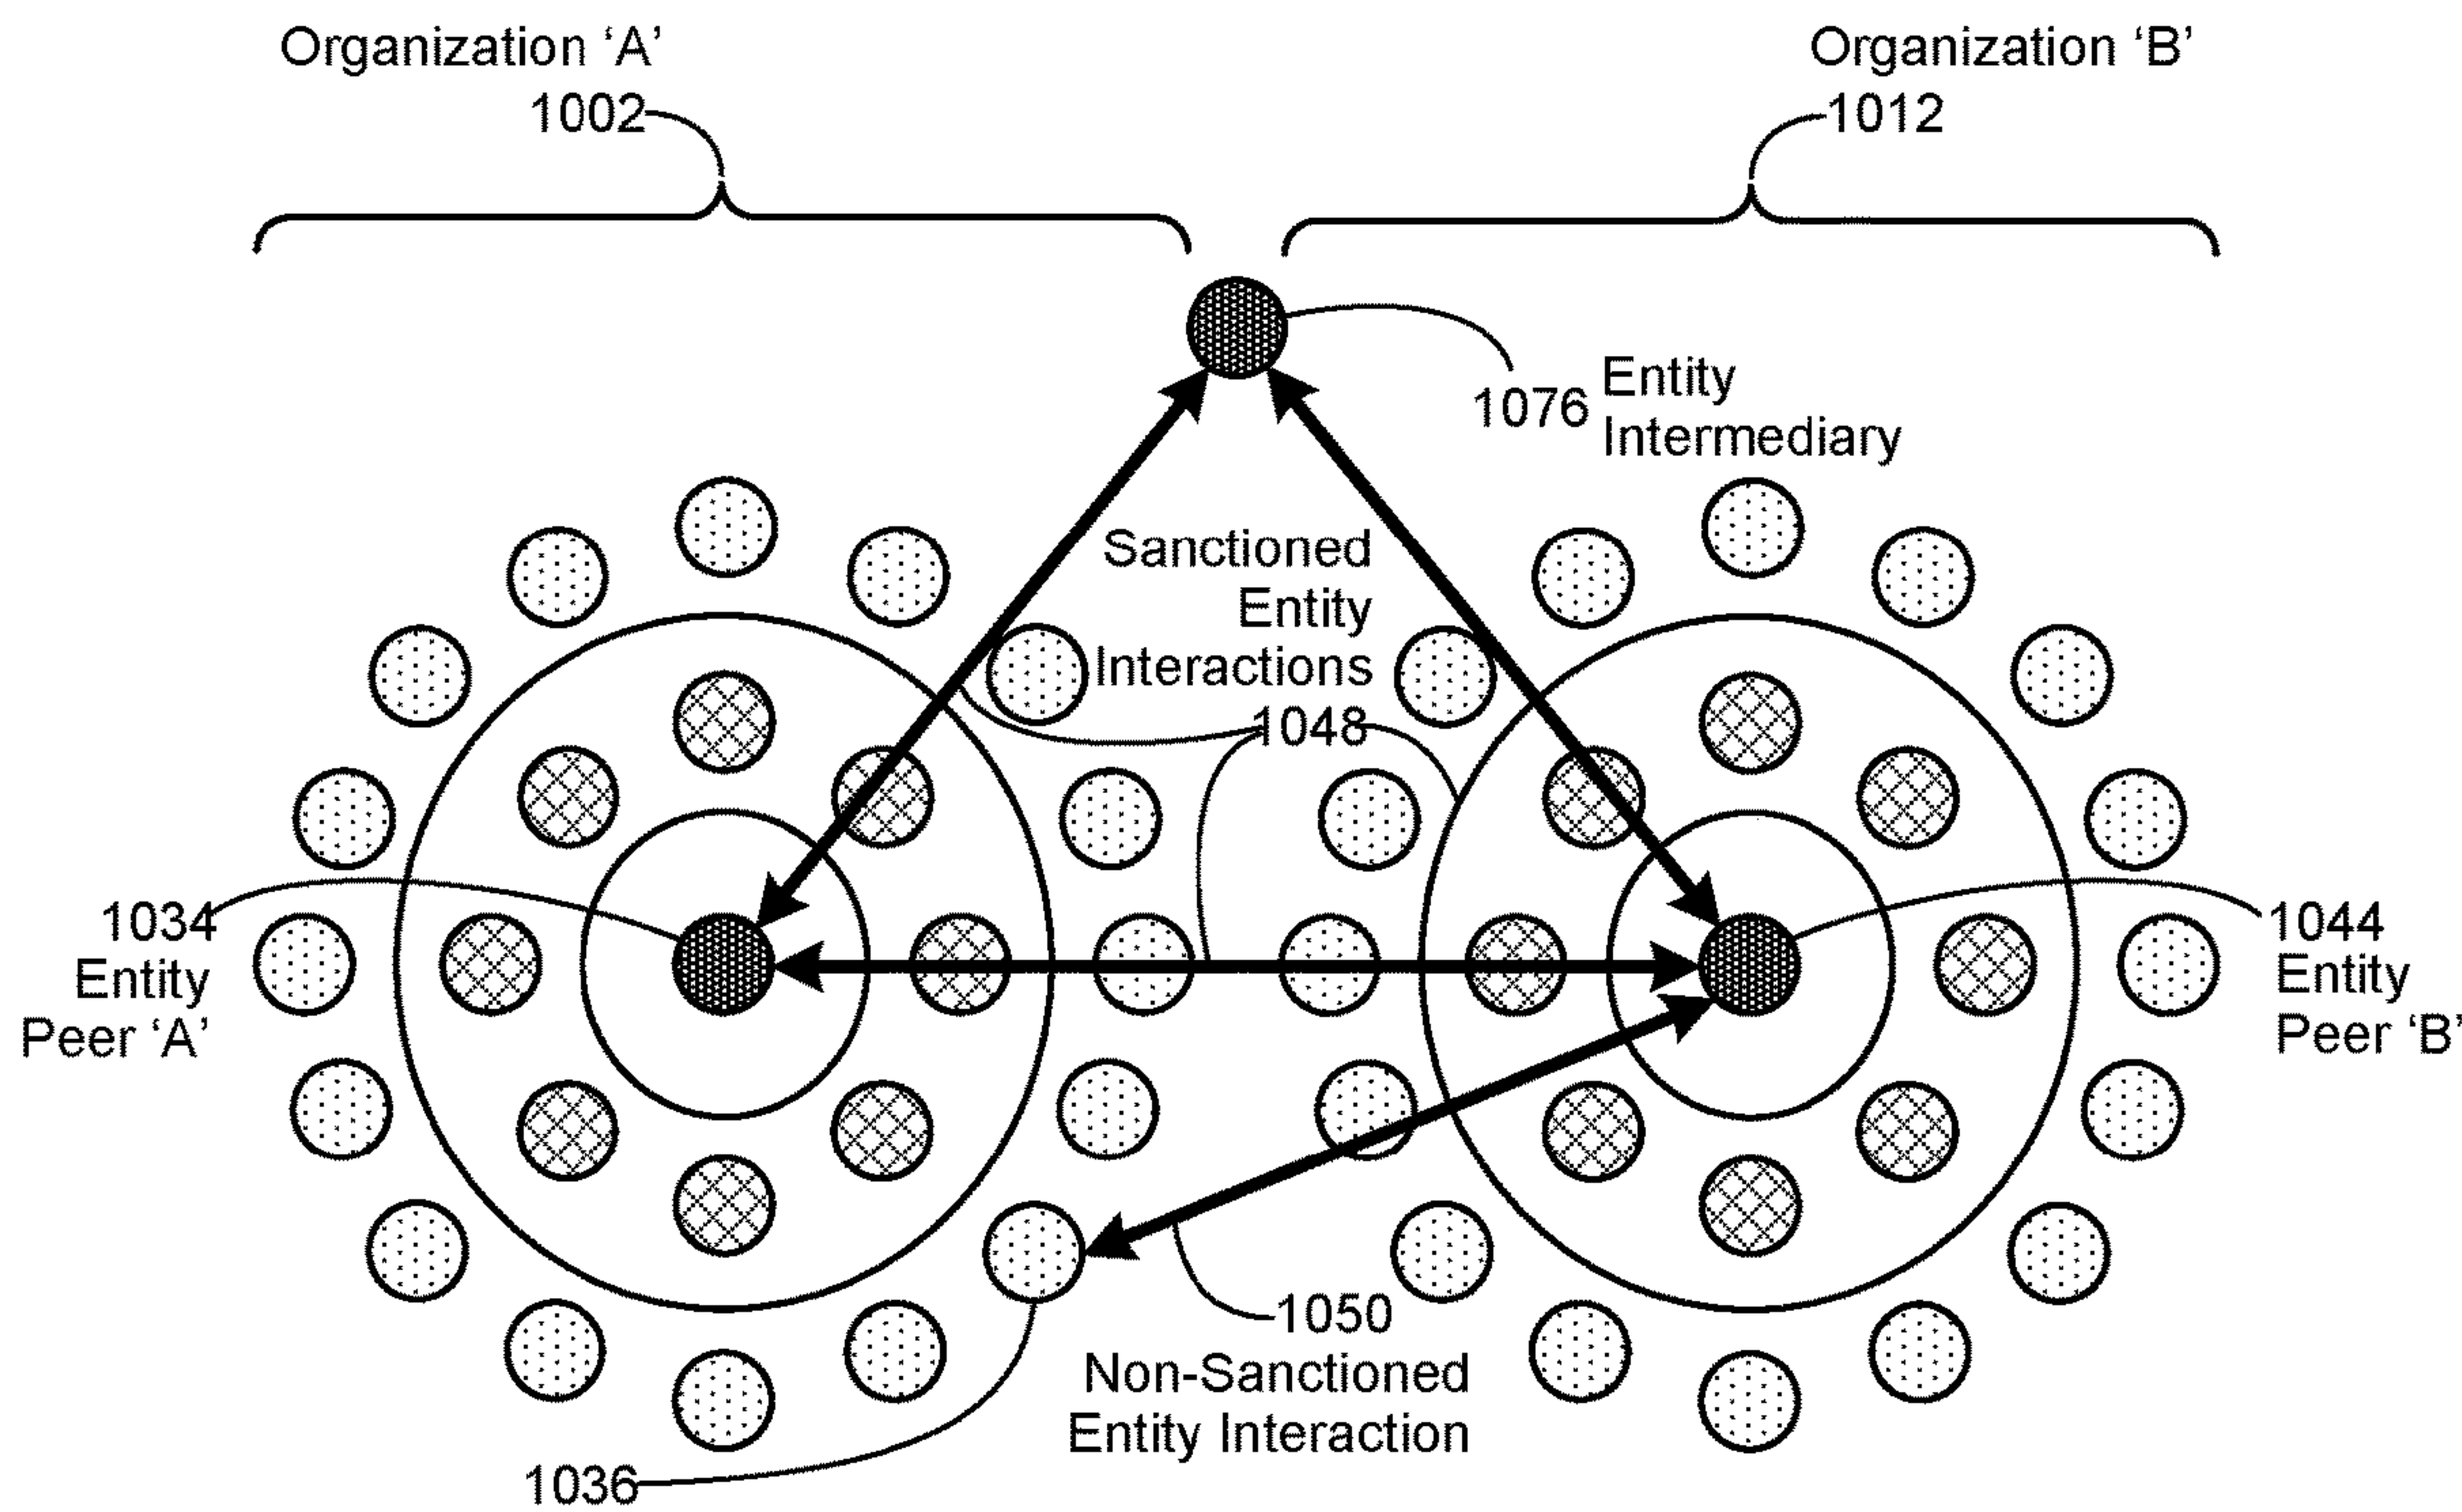 Organization ‘A’
1002
Organization ‘B’
1012
1076
Entity
Intermediary
Sanctioned
Entity
Interactions
1048
1034
Entity
Peer ‘A’
1044
Entity
Peer ‘B’
1050
Non-Sanctioned
Entity Interaction
1036